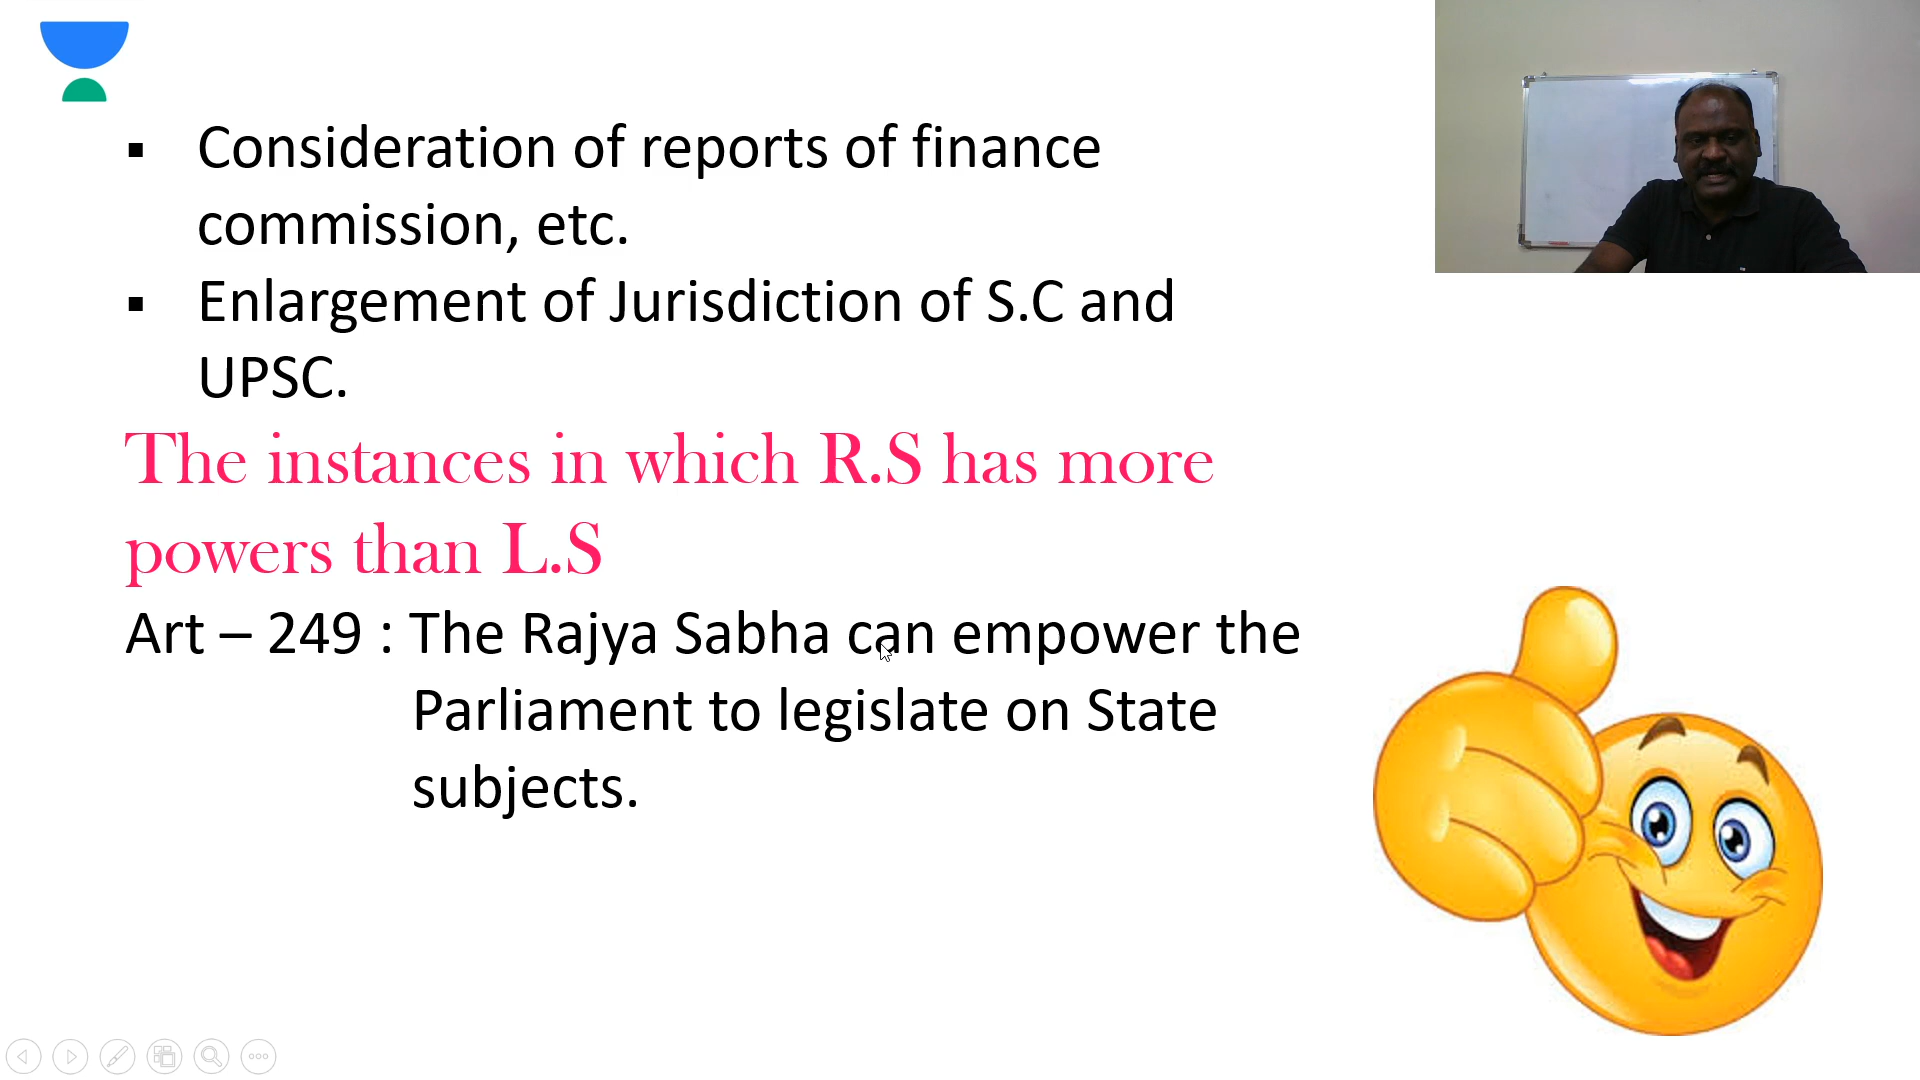 ▪ Consideration of reports of finance
commission, etc.
▪ Enlargement of Jurisdiction of S.C and
UPSC.
The instances in which R.S has more
powers than L.S
Art – 249 : The Rajya Sabha can empower the
Parliament to legislate on State
subjects.